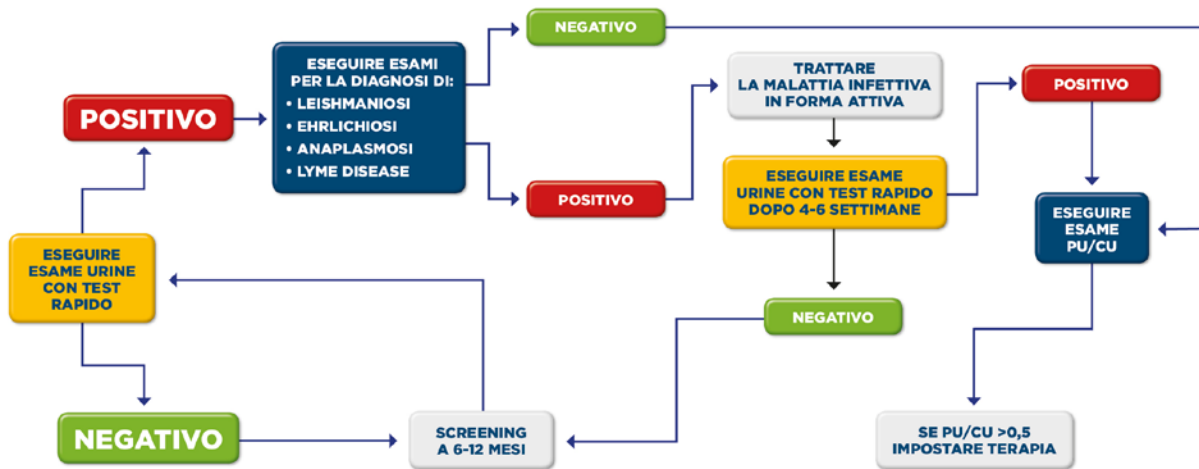 POSITIVO
ESEGUIRE ESAMI
PER LA DIAGNOSI DI:
• LEISHMANIOSI
• EHRLICHIOSI
• ANAPLASMOSI
• LYME DISEASE
NEGATIVO
POSITIVO
TRATTARE
LA MALATTIA INFETTIVA
IN FORMA ATTIVA
ESEGUIRE ESAME
URINE CON TEST RAPIDO
DOPO 4-6 SETTIMANE
POSITIVO
ESEGUIRE
ESAME
PU/CU
ESEGUIRE
ESAME URINE
CON TEST
RAPIDO
NEGATIVO
NEGATIVO
SCREENING
A 6-12 MESI
SE PU/CU >0,5
IMPOSTARE TERAPIA